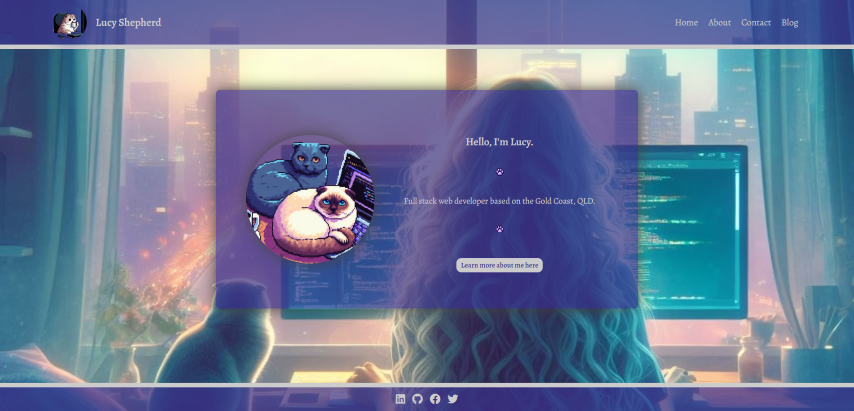 Lucy Shepherd
Home About Contact Blog
Hello, I'm Lucy.
Full stack web developer based on the Gold Coast, QLD.
Learn more about me here